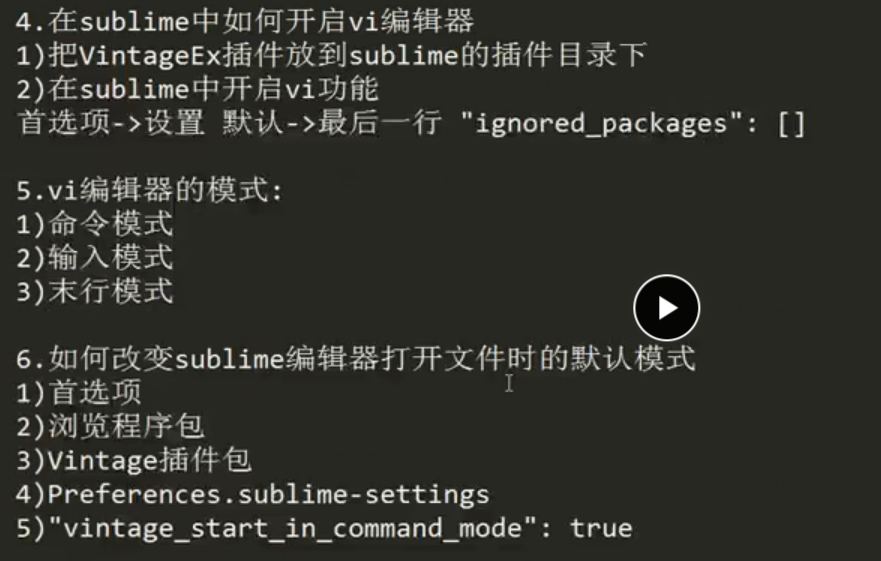 4.在sublime中如何开启vi编辑器
1)把VintageEx插件放到sublime的插件目录下
2)在sublime中开启vi功能
首选项->设置 默认->最后一行 "ignored_packages": []
5.vi编辑器的模式:
1)命令模式
2)输入模式
3)末行模式
6.如何改变sublime编辑器打开文件时的默认模式
1)首选项
2)浏览程序包
3)Vintage插件包
4)Preferences.sublime-settings
5)"vintage_start_in_command_mode": true